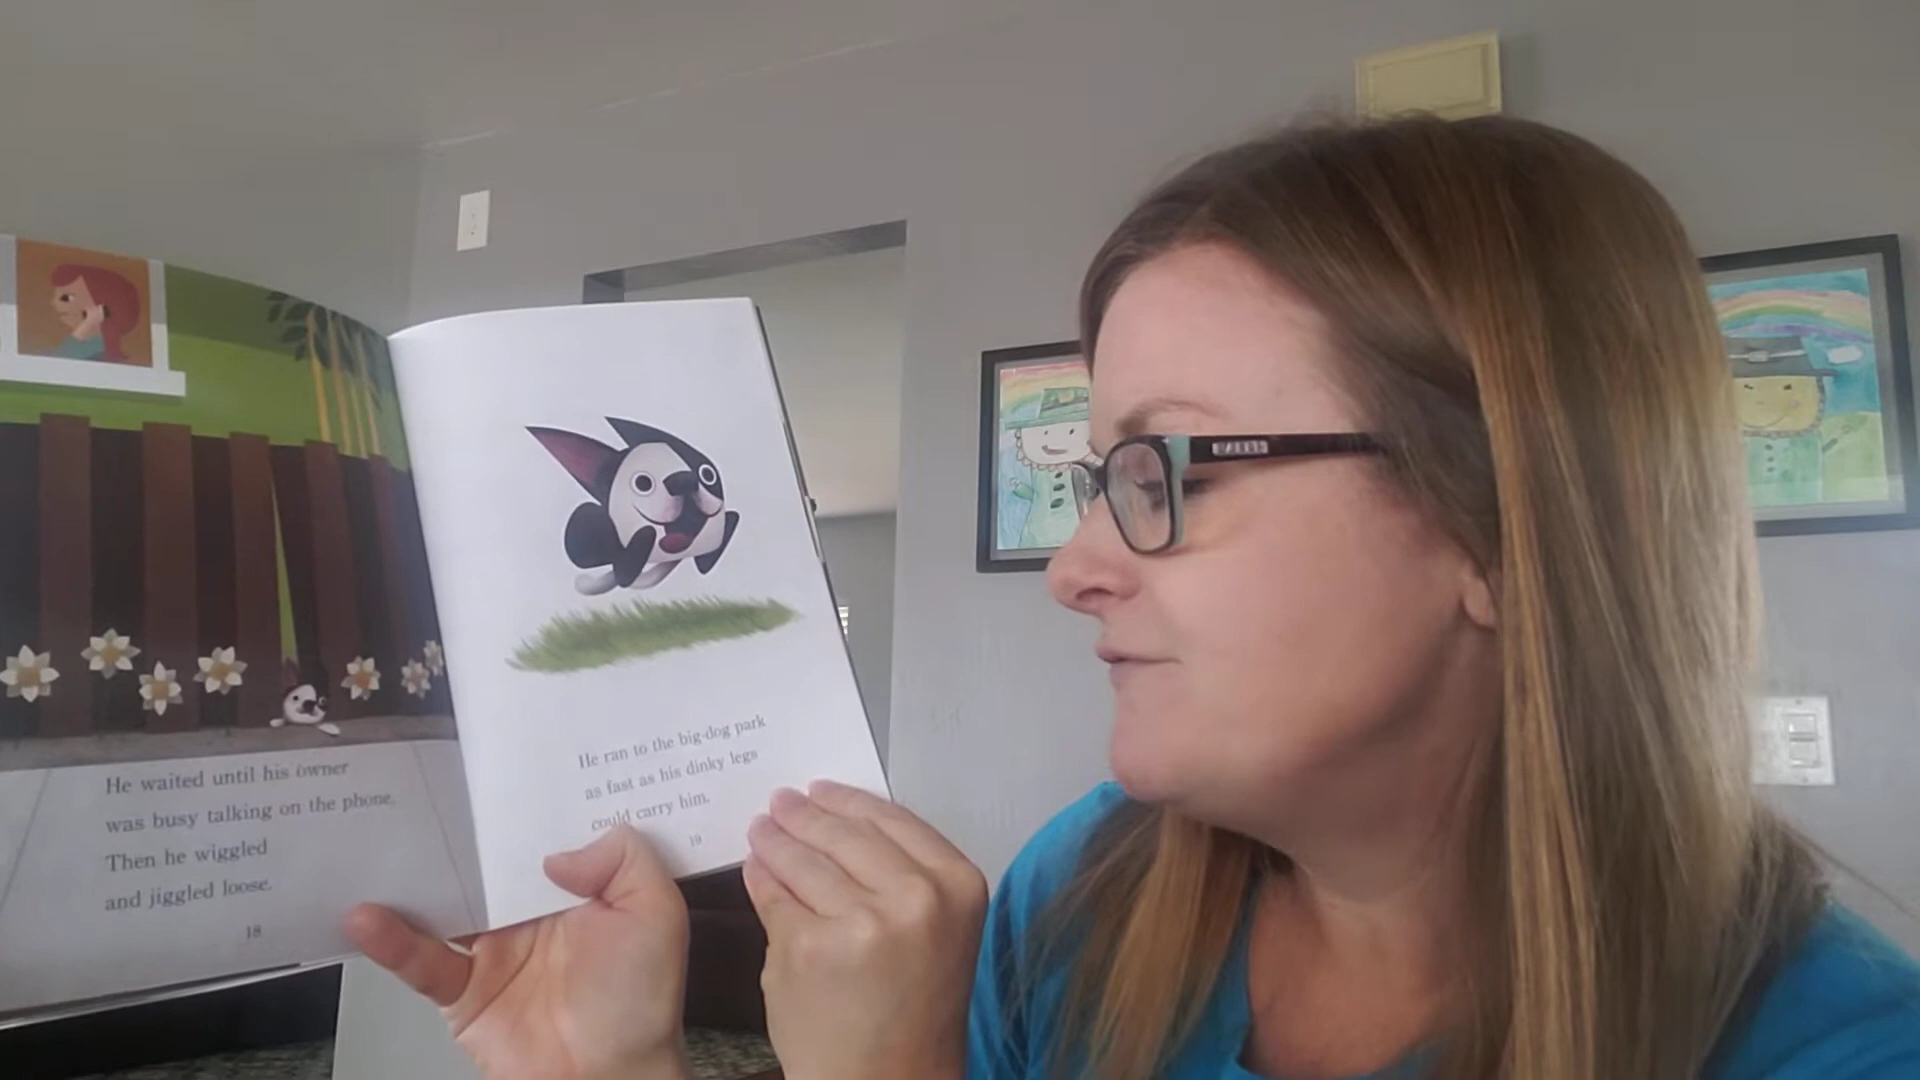 He waited until his owner
was busy talking on the phone.
Then he wiggled
and jiggled loose.
18
He ran to the big-dog park
as fast as his dinky legs
could carry him.
19